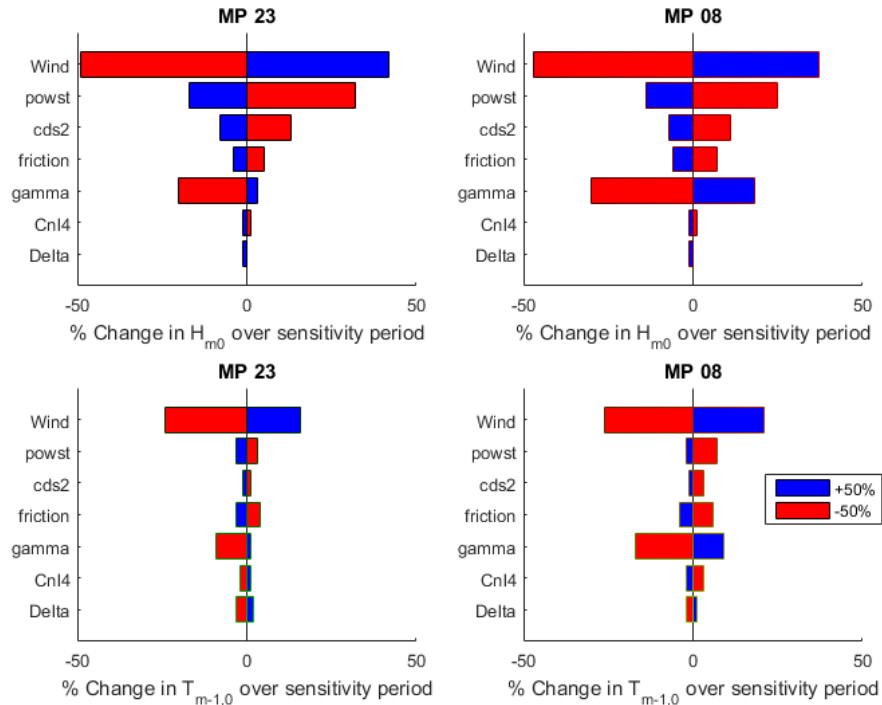 MP 23
MP 08
Wind
powst
cds2
friction
gamma
Cnl4
Delta
-50 0 50
% Change in Hm0 over sensitivity period
Wind
powst
cds2
friction
gamma
Cnl4
Delta
-50 0 50
% Change in Hm0 over sensitivity period
MP 23
MP 08
Wind
powst
cds2
friction
gamma
Cnl4
Delta
-50 0 50
% Change in Tm-1.0 over sensitivity period
Wind
powst
cds2
friction
gamma
Cnl4
Delta
+50%
-50%
-50 0 50
% Change in Tm-1.0 over sensitivity period